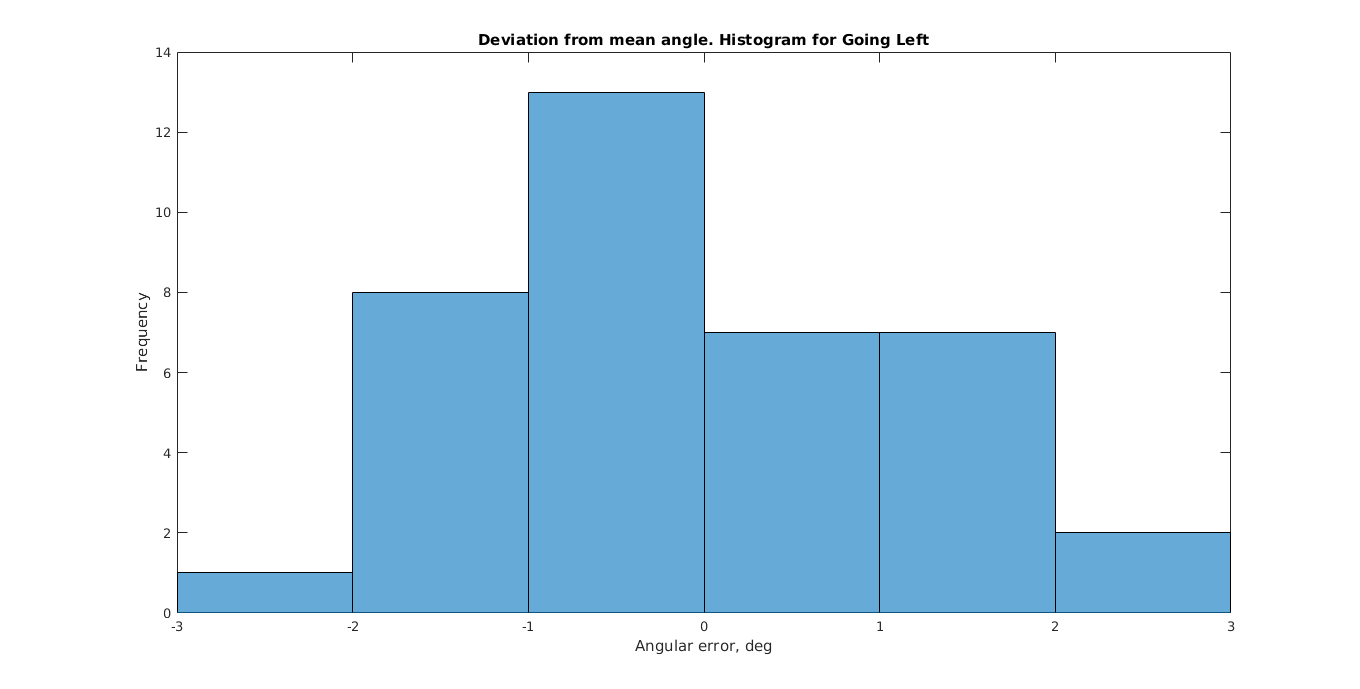 Deviation from mean angle. Histogram for Going Left
14
12
10
8
6
4
2
0
Frequency
-3 -2 -1 0 1 2 3
Angular error, deg